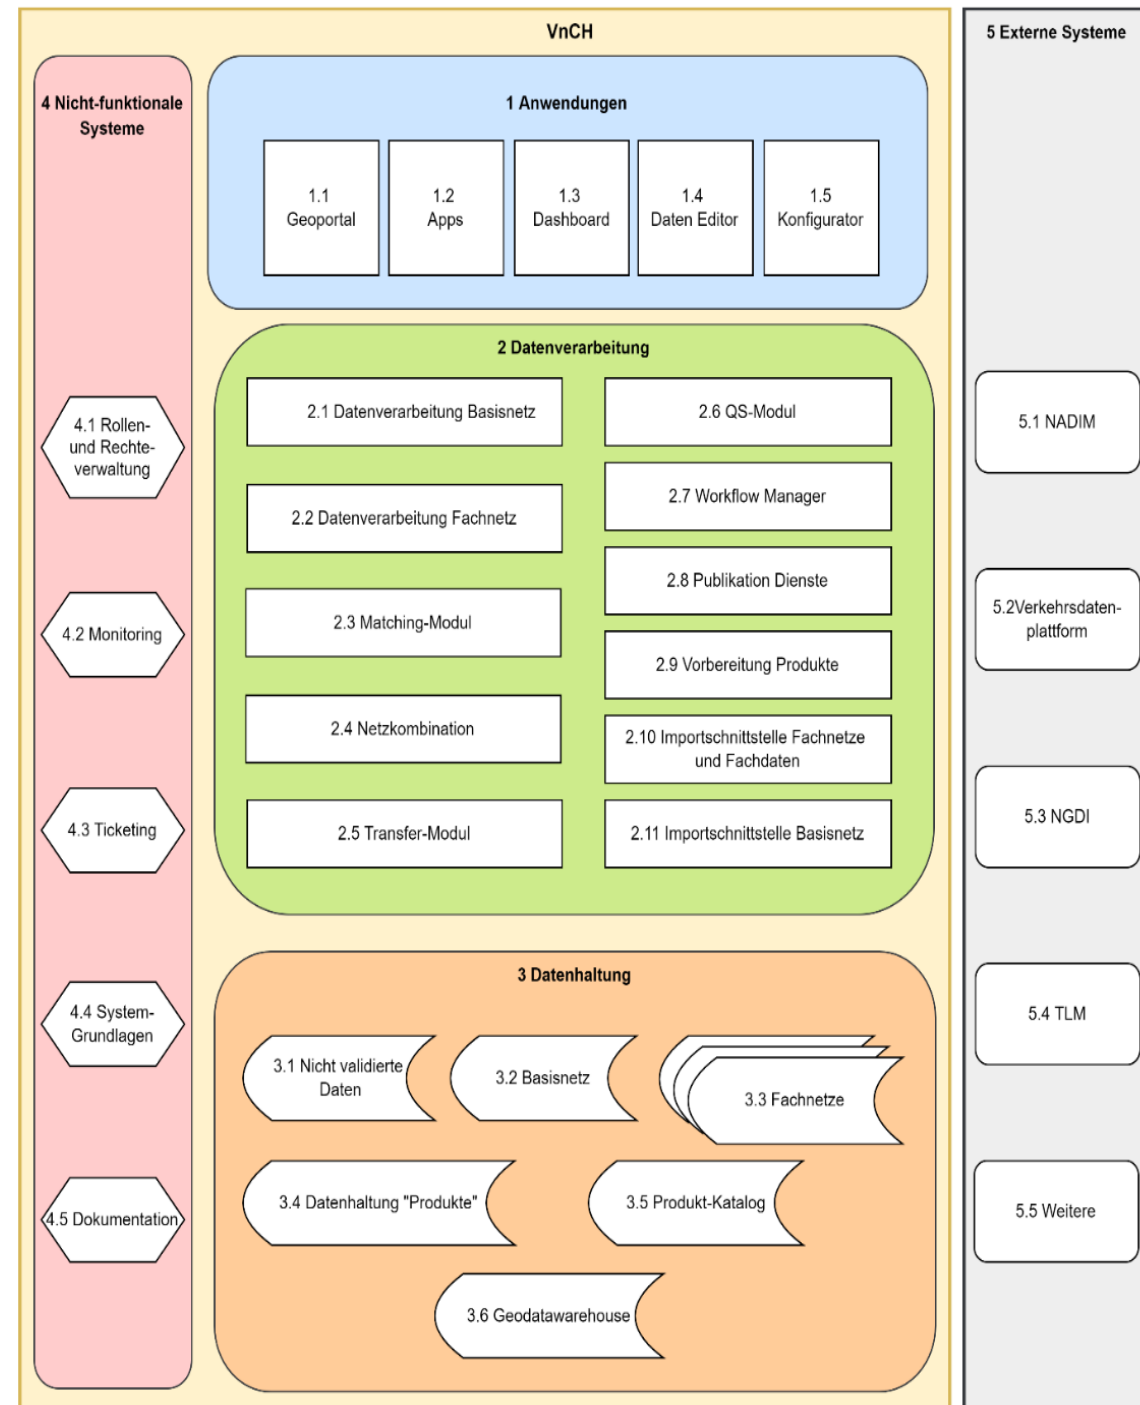 VnCH
5 Externe Systeme
4 Nicht-funktionale
Systeme
1 Anwendungen
1.1
Geoportal
1.2
Apps
1.3
Dashboard
1.4
Daten Editor
1.5
Konfigurator
2 Datenverarbeitung
2.1 Datenverarbeitung Basisnetz
2.2 Datenverarbeitung Fachnetz
2.3 Matching-Modul
2.4 Netzkombination
2.5 Transfer-Modul
2.6 QS-Modul
2.7 Workflow Manager
2.8 Publikation Dienste
2.9 Vorbereitung Produkte
2.10 Importschnittstelle Fachnetze
und Fachdaten
2.11 Importschnittstelle Basisnetz
3 Datenhaltung
3.1 Nicht validierte
Daten
3.2 Basisnetz
3.3 Fachnetze
3.4 Datenhaltung "Produkte"
3.5 Produkt-Katalog
3.6 Geodatawarehouse
4.1 Rollen-
und Rechte-
verwaltung
4.2 Monitoring
4.3 Ticketing
4.4 System-
Grundlagen
4.5 Dokumentation
5.1 NADIM
5.2Verkehrsdaten-
plattform
5.3 NGDI
5.4 TLM
5.5 Weitere